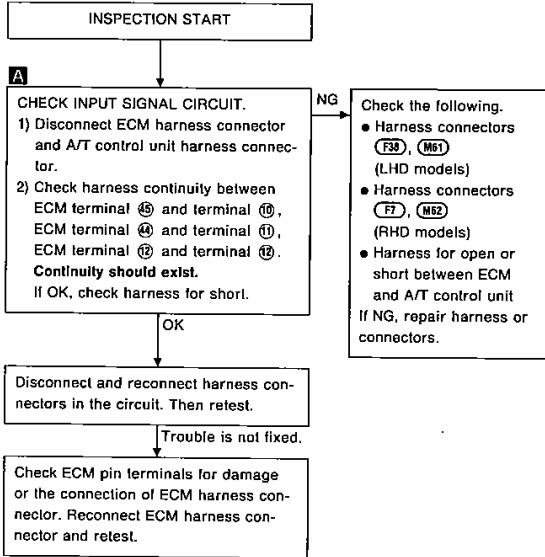 INSPECTION START
A
CHECK INPUT SIGNAL CIRCUIT.
1) Disconnect ECM harness connector
and A/T control unit harness connec-
tor.
2) Check harness continuity between
ECM terminal ㊺ and terminal ⑩,
ECM terminal ㊹ and terminal ⑪,
ECM terminal ⑫ and terminal ⑫.
Continuity should exist.
If OK, check harness for short.
NG
Check the following.
● Harness connectors
F38, M61
(LHD models)
● Harness connectors
F7, M62
(RHD models)
● Harness for open or
short between ECM
and A/T control unit
If NG, repair harness or
connectors.
OK
Disconnect and reconnect harness con-
nectors in the circuit. Then retest.
Trouble is not fixed.
Check ECM pin terminals for damage
or the connection of ECM harness con-
nector. Reconnect ECM harness con-
nector and retest.